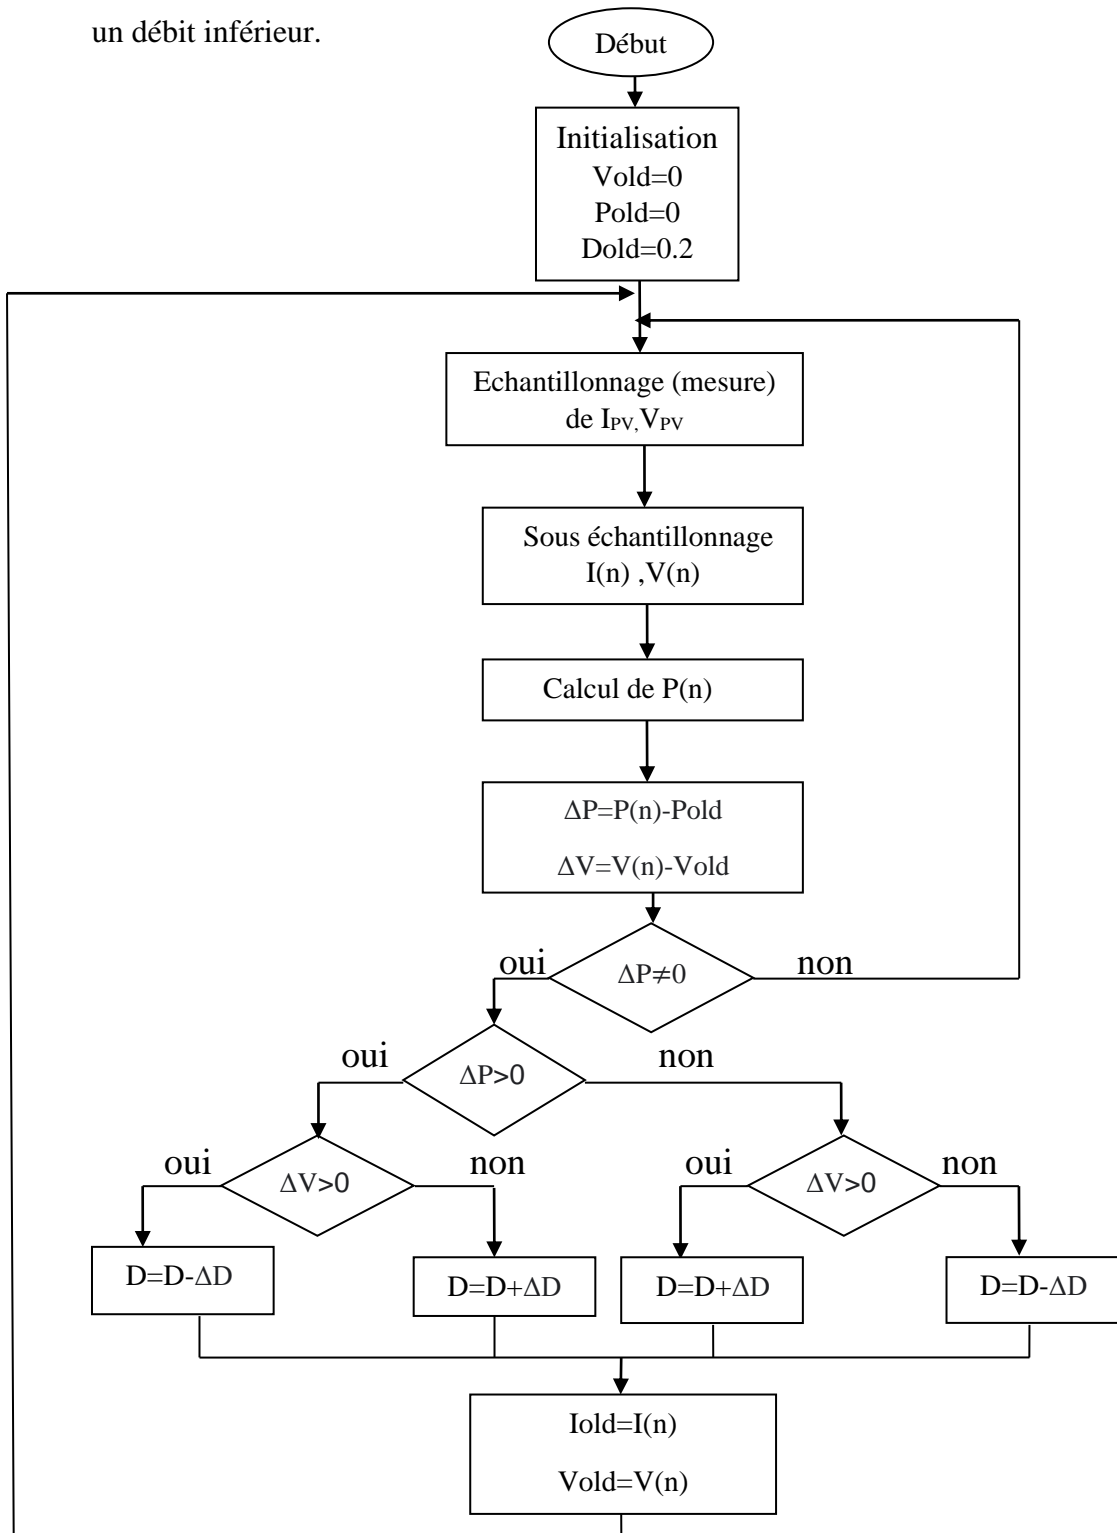 un débit inférieur.
Début
Initialisation
Vold=0
Pold=0
Dold=0.2
Echantillonnage (mesure)
de IPV,VPV
Sous échantillonnage
I(n) ,V(n)
Calcul de P(n)
ΔP=P(n)-Pold
ΔV=V(n)-Vold
oui
ΔP≠0
non
oui
ΔP>0
non
oui
ΔV>0
non
oui
ΔV>0
non
D=D-ΔD
D=D+ΔD
D=D+ΔD
D=D-ΔD
Iold=I(n)
Vold=V(n)